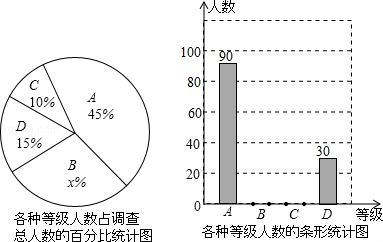 C
10%
A
45%
D
15%
B
x%
各种等级人数占调查
总人数的百分比统计图
人数
100
80
60
40
20
0
90
30
A
B
C
D
等级
各种等级人数的条形统计图